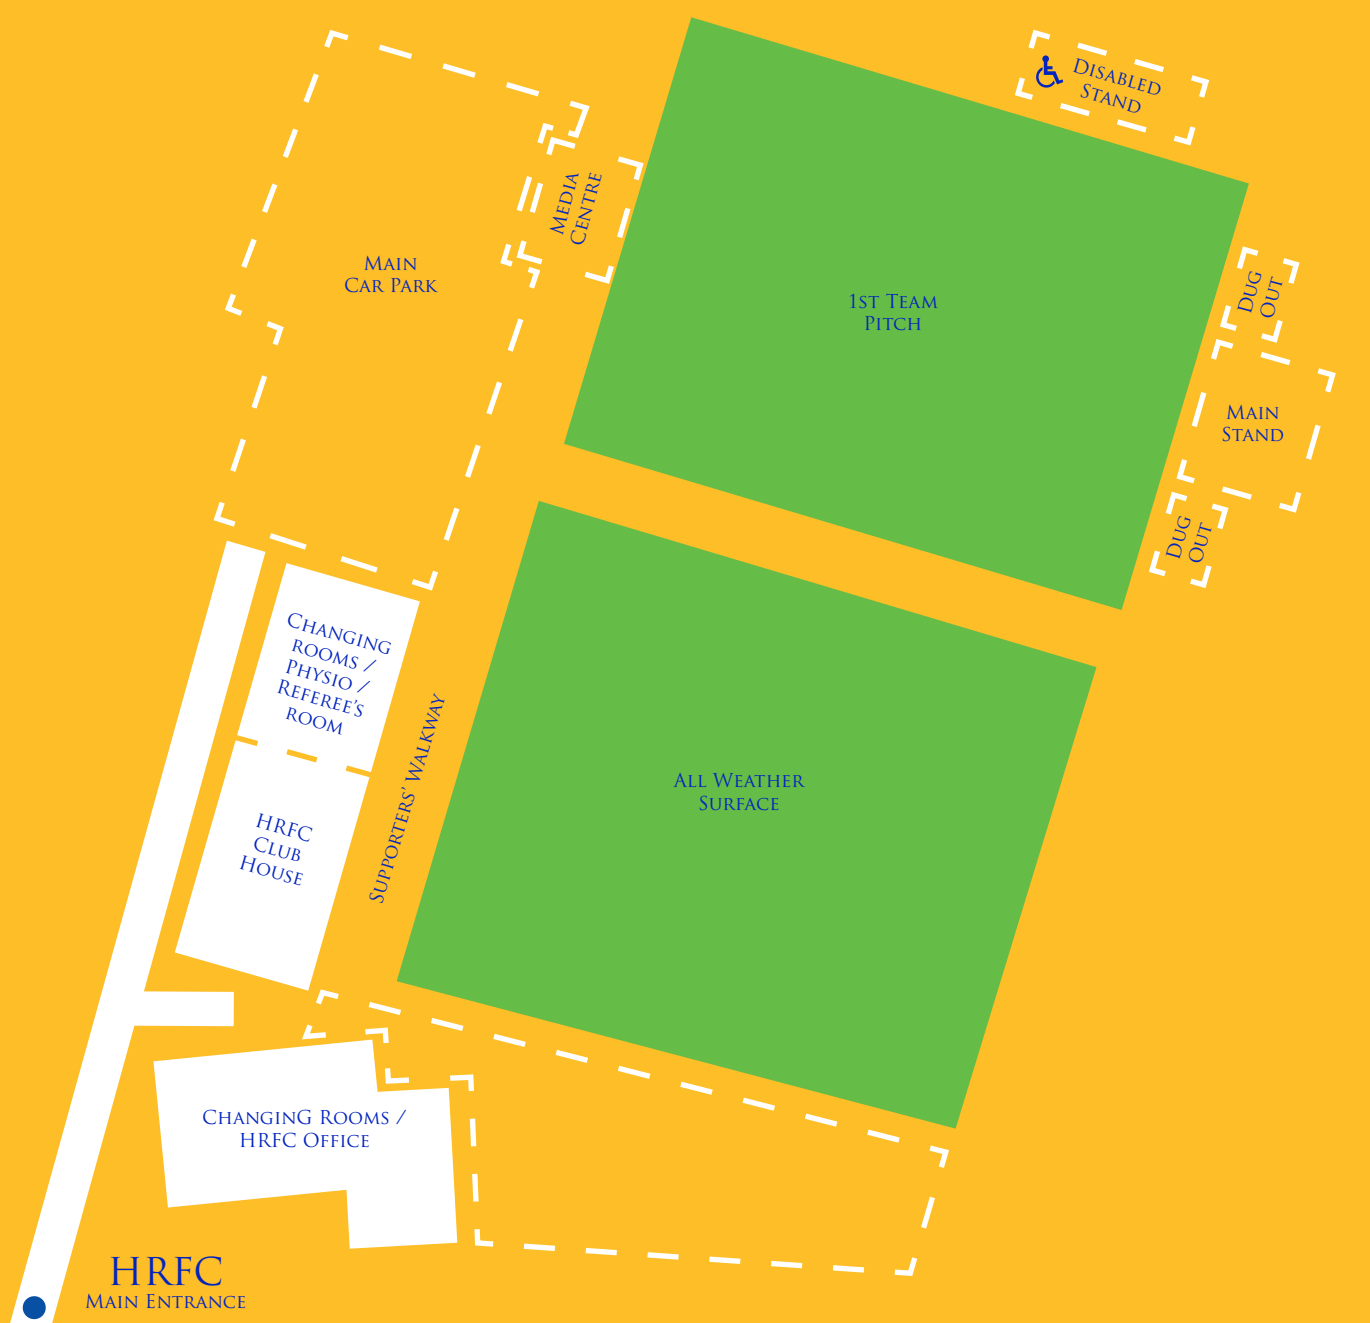 Disabled
Stand
Media
Centre
Main
Car Park
1st Team
Pitch
Dug
Out
Main
Stand
Dug
Out
Changing
rooms /
Physio /
Referee's
room
Supporters' Walkway
All Weather
Surface
HRFC
Club
House
Changing Rooms /
HRFC Office
HRFC
Main Entrance